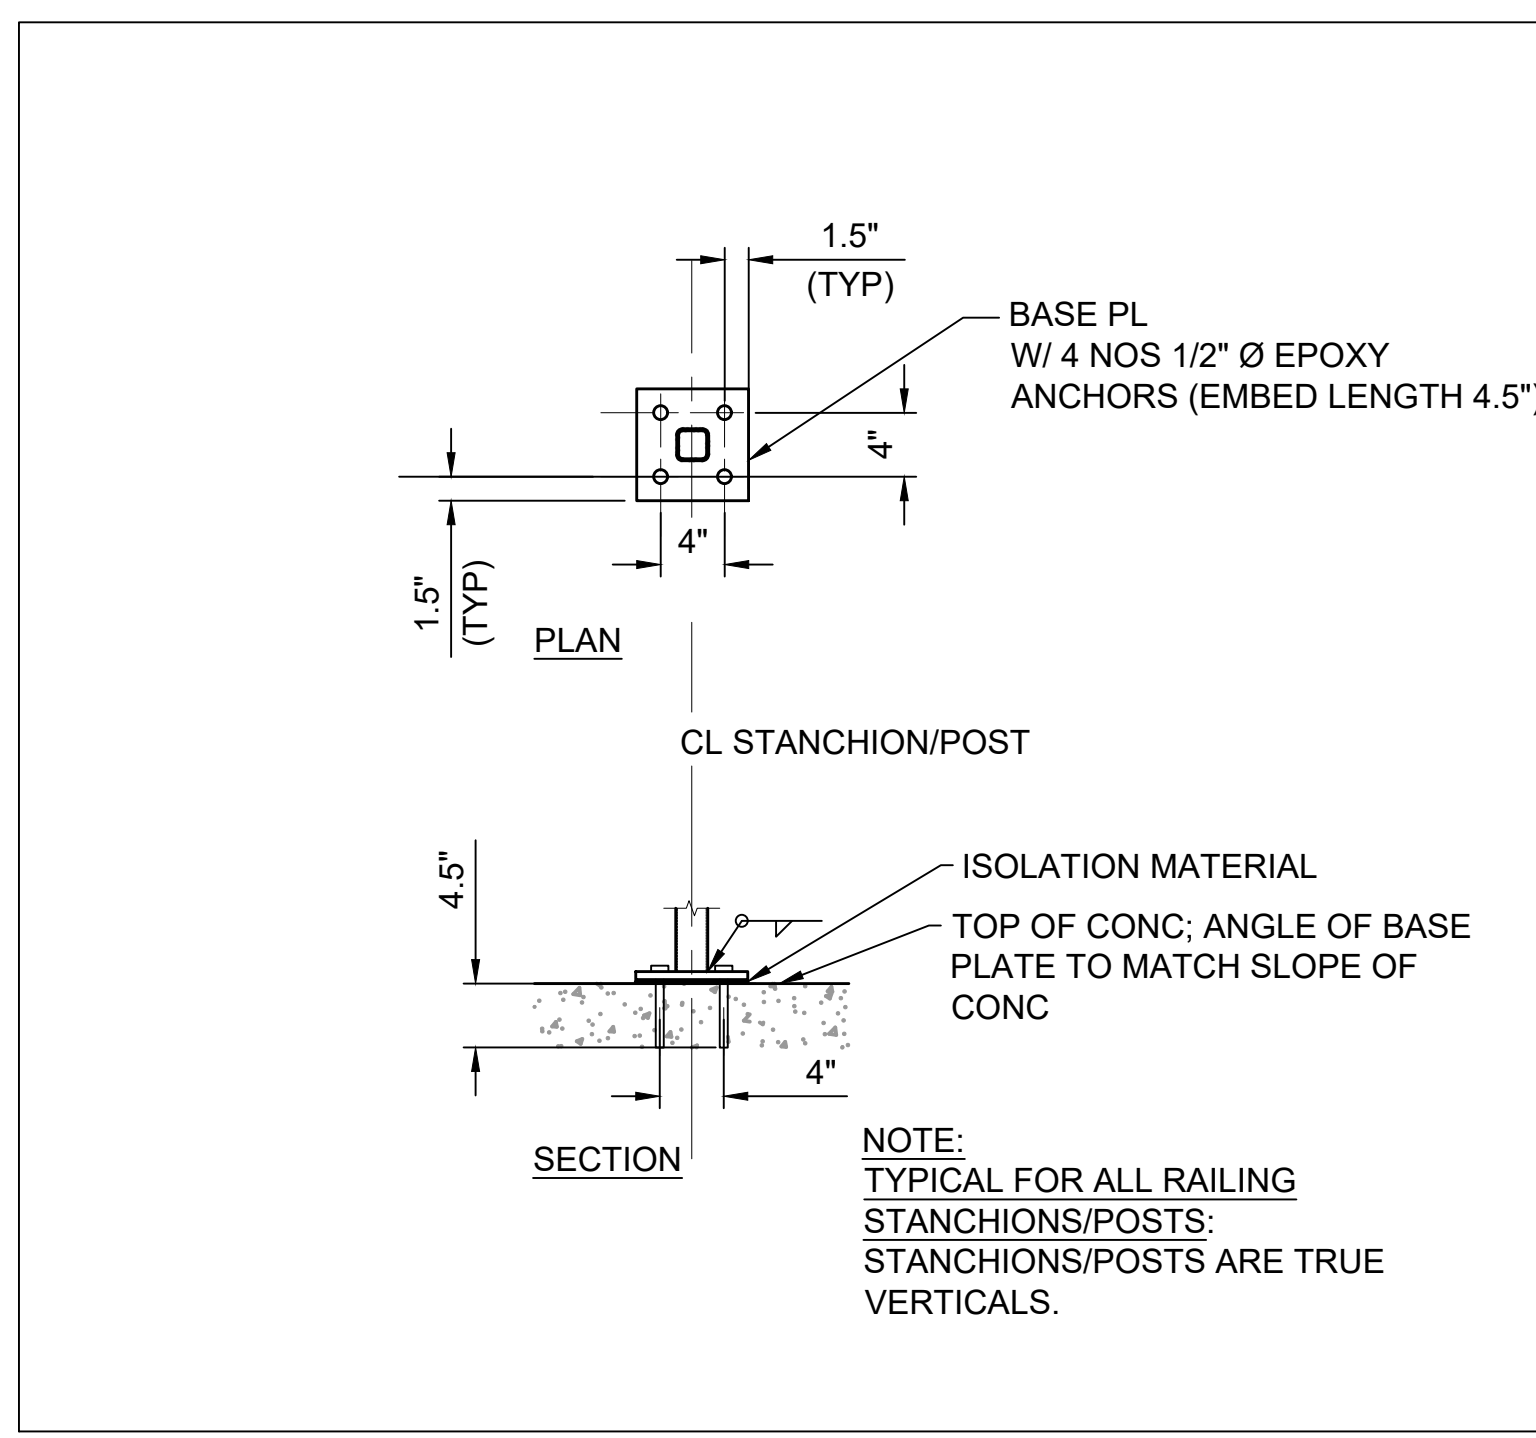 1.5"
(TYP)
BASE PL
W/ 4 NOS 1/2" Ø EPOXY
ANCHORS (EMBED LENGTH 4.5")
4"
4"
1.5"
(TYP)
PLAN
CL STANCHION/POST
4.5"
ISOLATION MATERIAL
TOP OF CONC; ANGLE OF BASE
PLATE TO MATCH SLOPE OF
CONC
4"
SECTION
NOTE:
TYPICAL FOR ALL RAILING
STANCHIONS/POSTS:
STANCHIONS/POSTS ARE TRUE
VERTICALS.